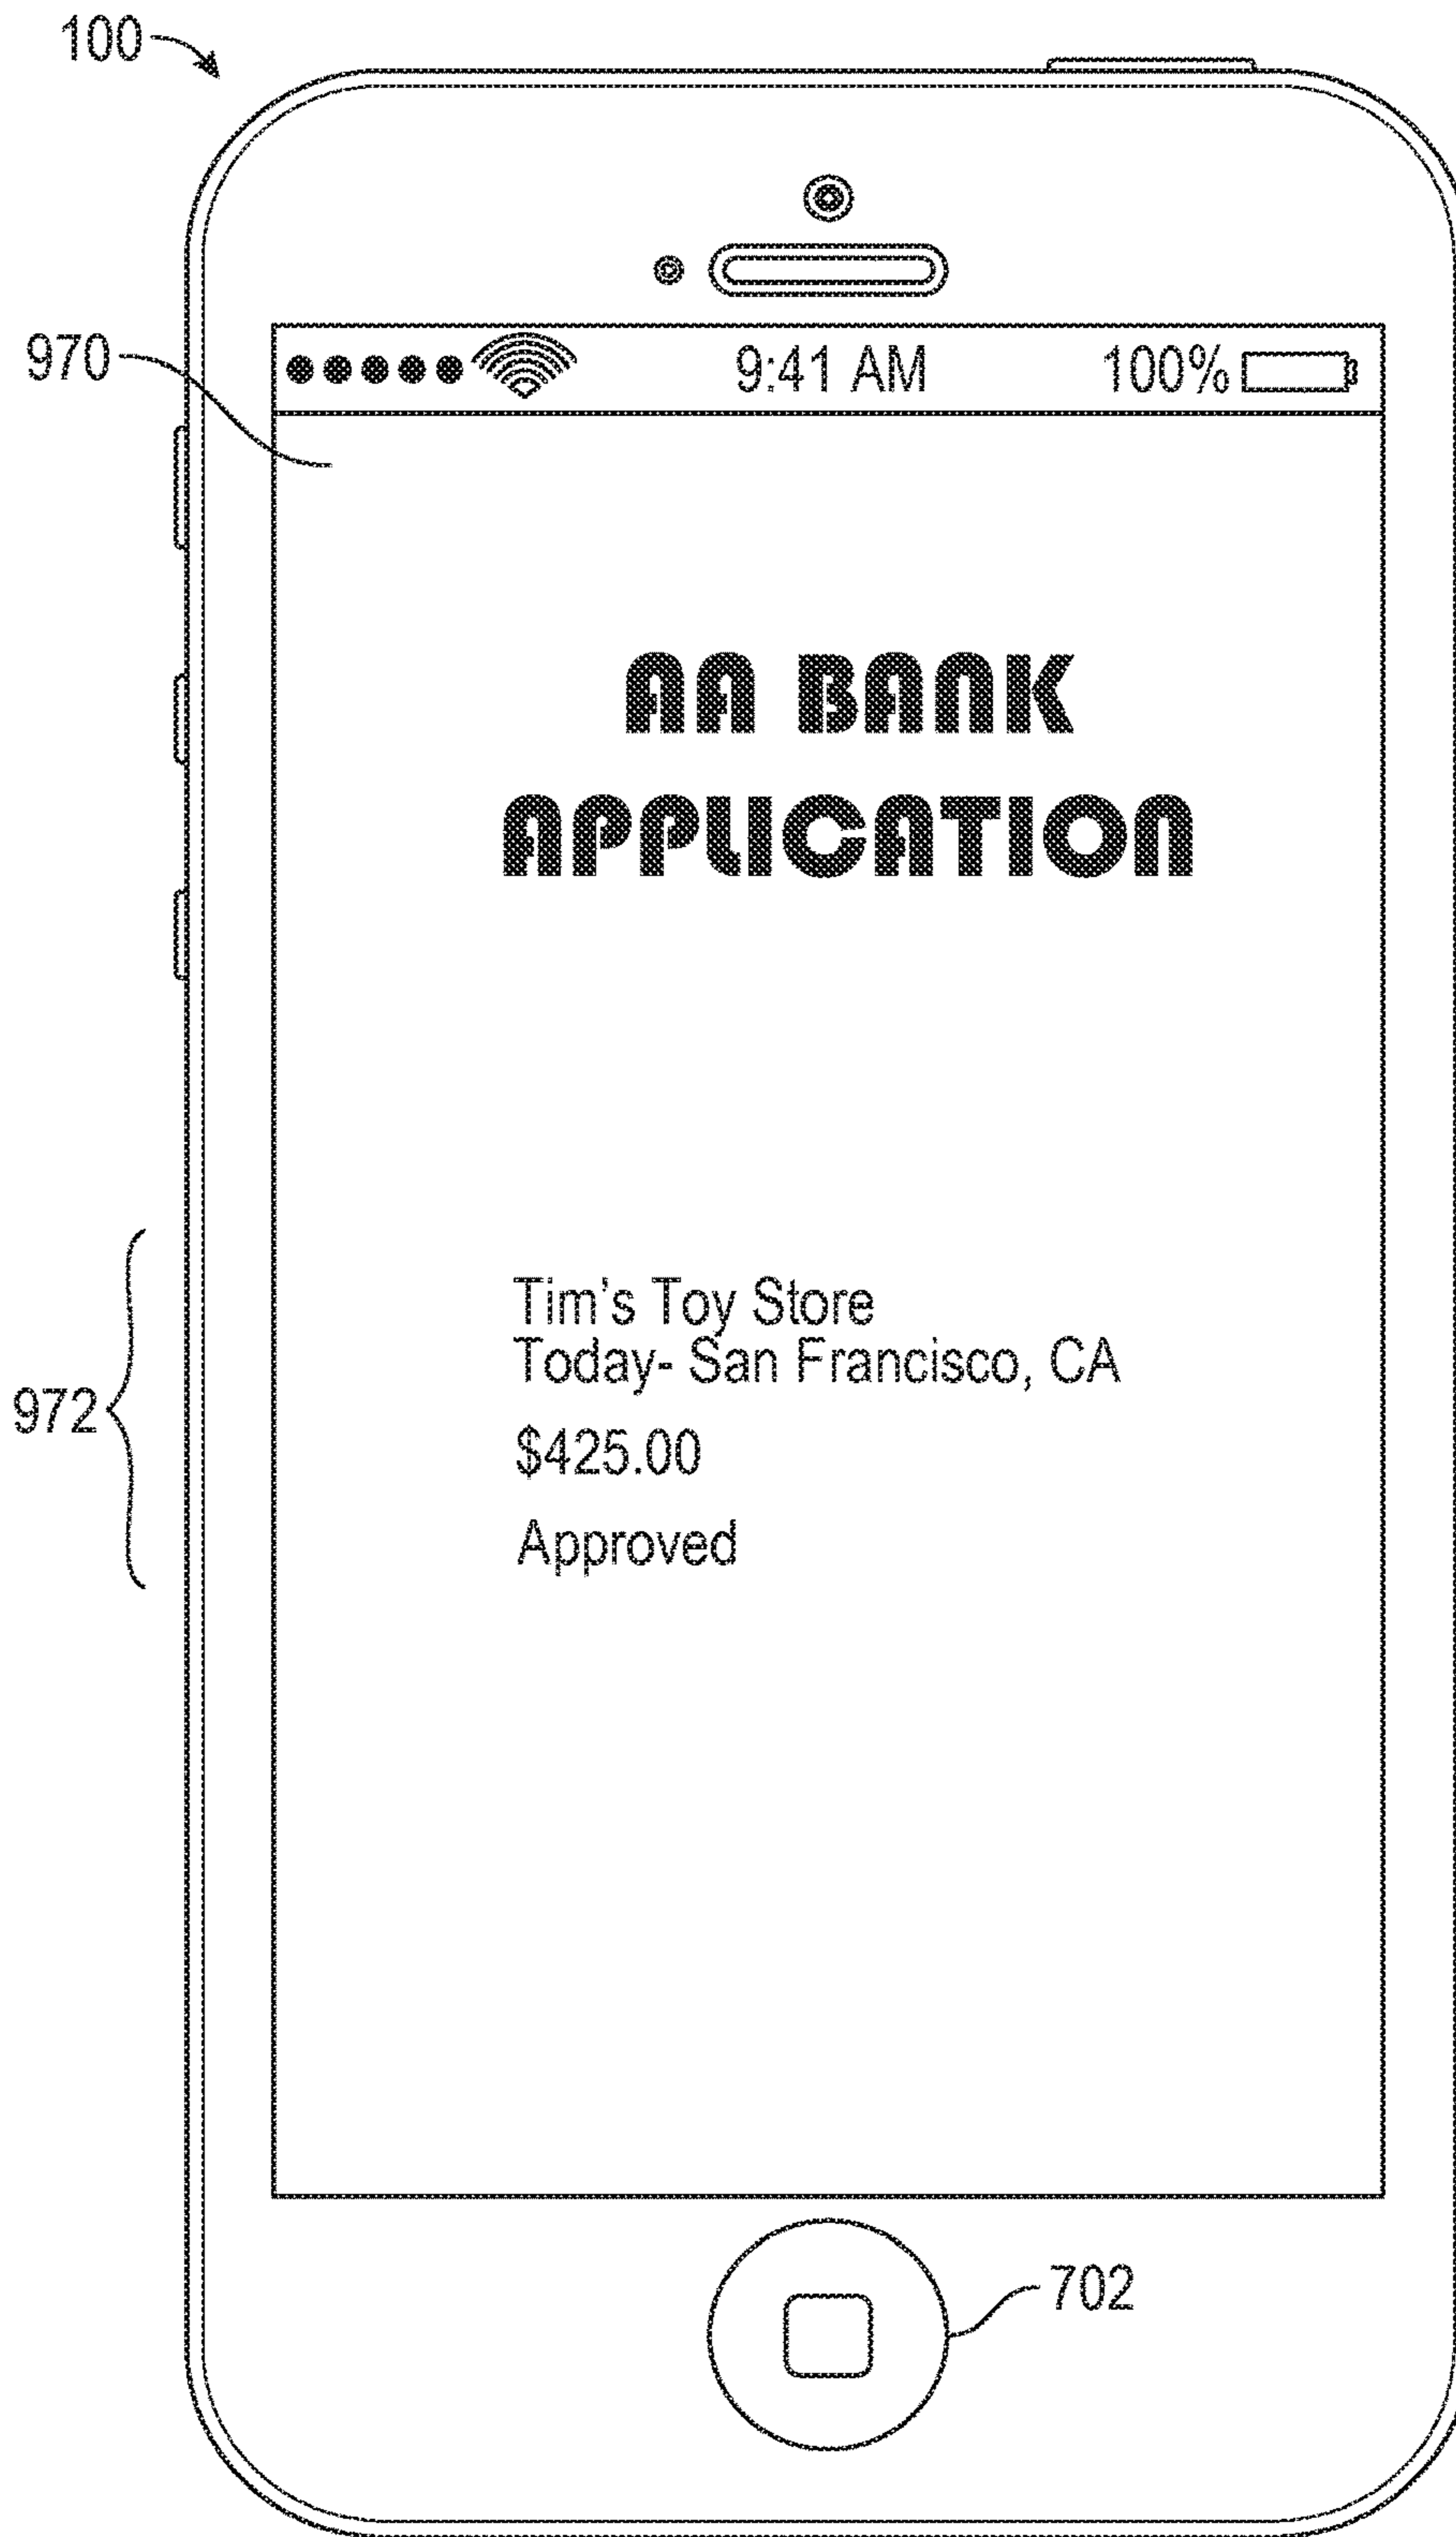 100
970
9:41 AM 100%
AA BANK
APPLICATION
Tim's Toy Store
Today- San Francisco, CA
972
$425.00
Approved
702